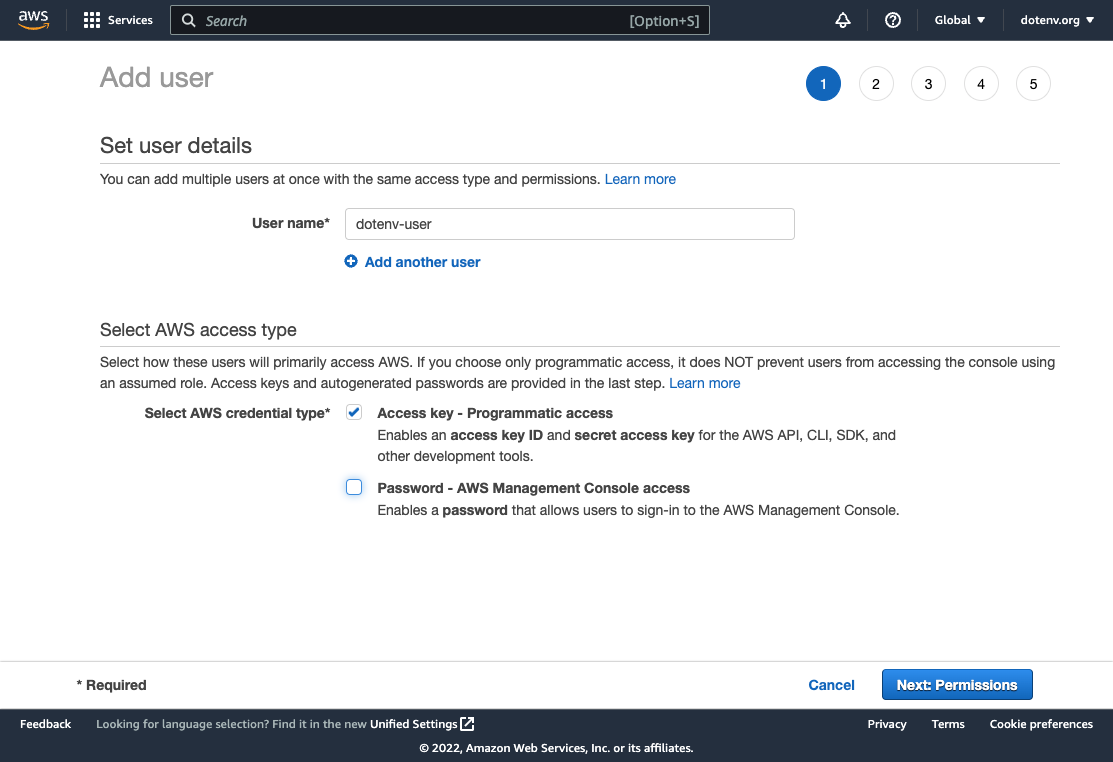 aws Services Search [Option+S] Global dotenv.org
Add user
1 2 3 4 5
Set user details
You can add multiple users at once with the same access type and permissions. Learn more
User name* dotenv-user
Add another user
Select AWS access type
Select how these users will primarily access AWS. If you choose only programmatic access, it does NOT prevent users from accessing the console using
an assumed role. Access keys and autogenerated passwords are provided in the last step. Learn more
Select AWS credential type* Access key - Programmatic access
Enables an access key ID and secret access key for the AWS API, CLI, SDK, and
other development tools.
Password - AWS Management Console access
Enables a password that allows users to sign-in to the AWS Management Console.
* Required Cancel Next: Permissions
Feedback Looking for language selection? Find it in the new Unified Settings Privacy Terms Cookie preferences
© 2022, Amazon Web Services, Inc. or its affiliates.